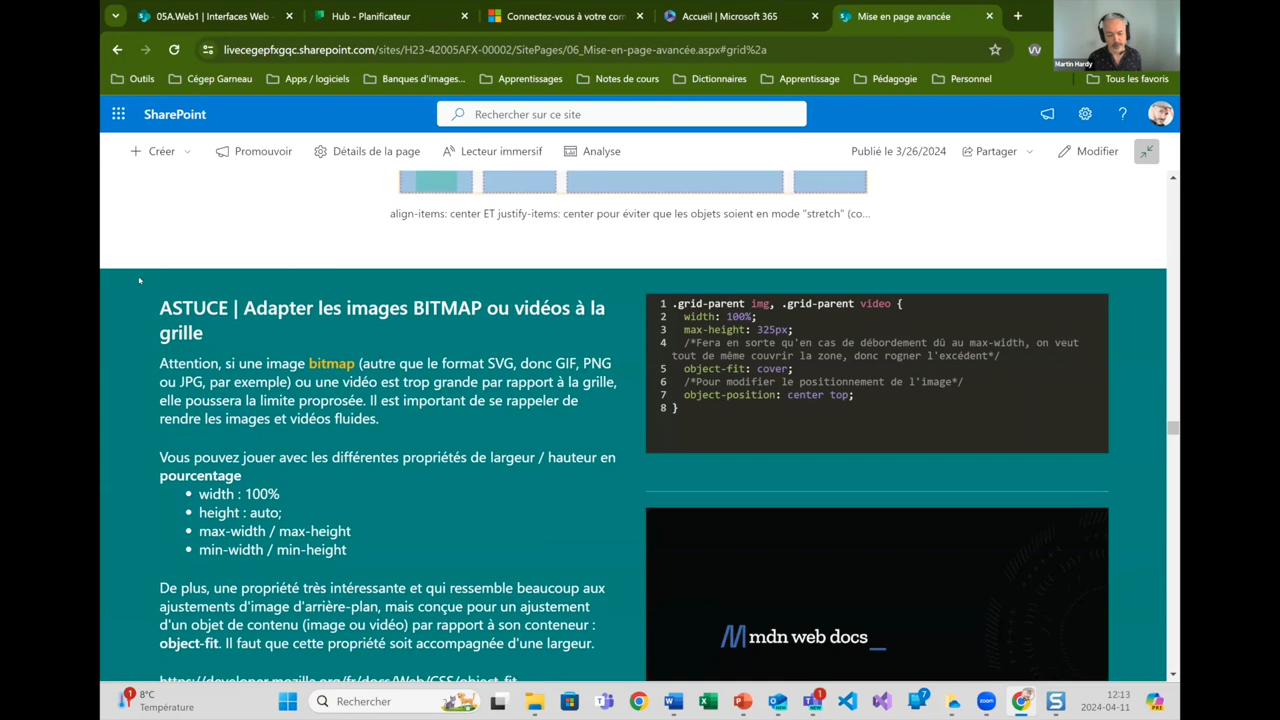 05A.Web1 | Interfaces Web -
Hub - Planificateur
Connectez-vous à votre com
Accueil | Microsoft 365
Mise en page avancée
livecegepfxgqc.sharepoint.com/sites/H23-42005AFX-00002/SitePages/06_Mise-en-page-avancée.aspx#grid%2a
Martin Hardy
Outils
Cégep Garneau
Apps / logiciels
Banques d'images...
Apprentissages
Notes de cours
Dictionnaires
Apprentissage
Pédagogie
Personnel
Tous les favoris
SharePoint
Rechercher sur ce site
Créer
Promouvoir
Détails de la page
Lecteur immersif
Analyse
Publié le 3/26/2024
Partager
Modifier
align-items: center ET justify-items: center pour éviter que les objets soient en mode "stretch" (co...
ASTUCE | Adapter les images BITMAP ou vidéos à la
grille
Attention, si une image bitmap (autre que le format SVG, donc GIF, PNG
ou JPG, par exemple) ou une vidéo est trop grande par rapport à la grille,
elle poussera la limite proprosée. Il est important de se rappeler de
rendre les images et vidéos fluides.
Vous pouvez jouer avec les différentes propriétés de largeur / hauteur en
pourcentage
• width : 100%
• height : auto;
• max-width / max-height
• min-width / min-height
De plus, une propriété très intéressante et qui ressemble beaucoup aux
ajustements d'image d'arrière-plan, mais conçue pour un ajustement
d'un objet de contenu (image ou vidéo) par rapport à son conteneur :
object-fit. Il faut que cette propriété soit accompagnée d'une largeur.
https://developer.mozilla.org/fr/docs/Web/CSS/object-fit
1 .grid-parent img, .grid-parent video {
2 width: 100%;
3 max-height: 325px;
4 /*Fera en sorte qu'en cas de débordement dû au max-width, on veut
tout de même couvrir la zone, donc rogner l'excédent*/
5 object-fit: cover;
6 /*Pour modifier le positionnement de l'image*/
7 object-position: center top;
8 }
mdn web docs_
1
8°C
Température
Rechercher
12:13
2024-04-11